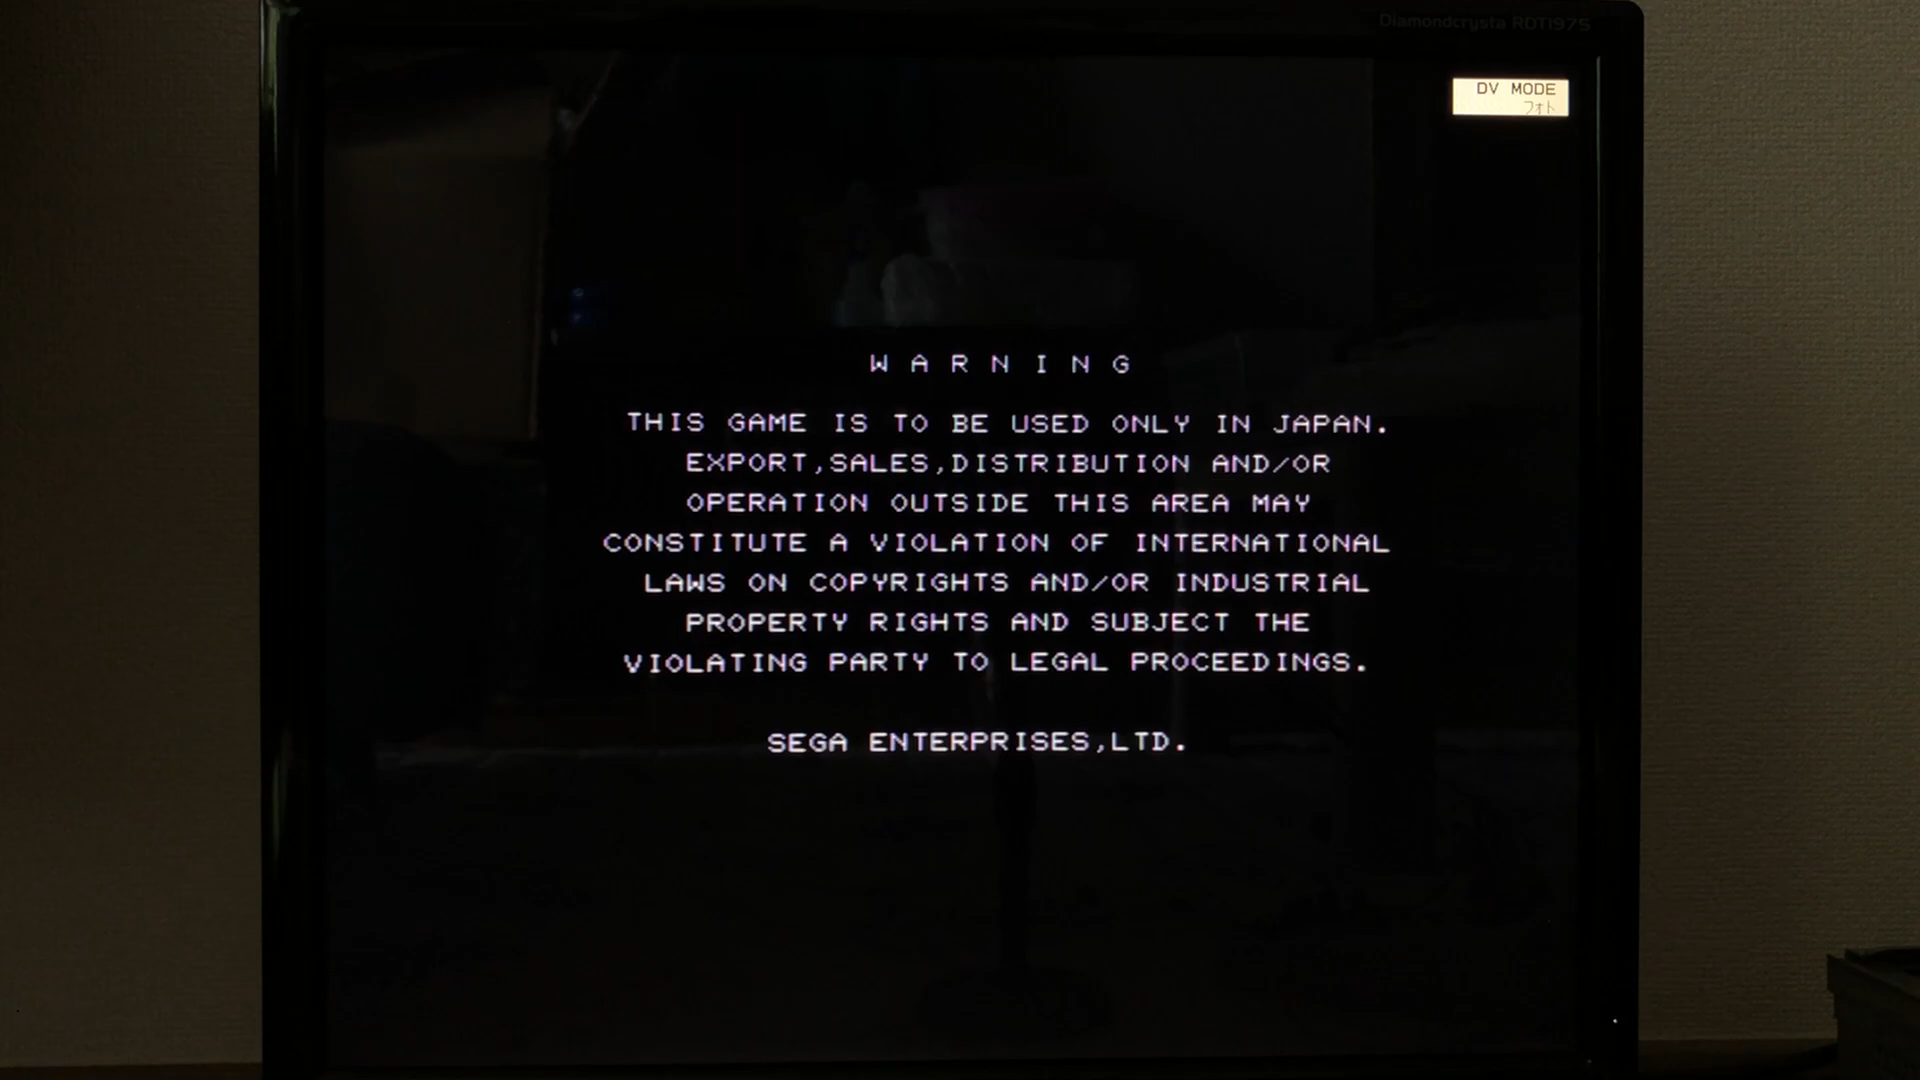 Diamondcrysta RDT197S
DV MODE
フォト
W A R N I N G
THIS GAME IS TO BE USED ONLY IN JAPAN.
EXPORT,SALES,DISTRIBUTION AND/OR
OPERATION OUTSIDE THIS AREA MAY
CONSTITUTE A VIOLATION OF INTERNATIONAL
LAWS ON COPYRIGHTS AND/OR INDUSTRIAL
PROPERTY RIGHTS AND SUBJECT THE
VIOLATING PARTY TO LEGAL PROCEEDINGS.
SEGA ENTERPRISES,LTD.